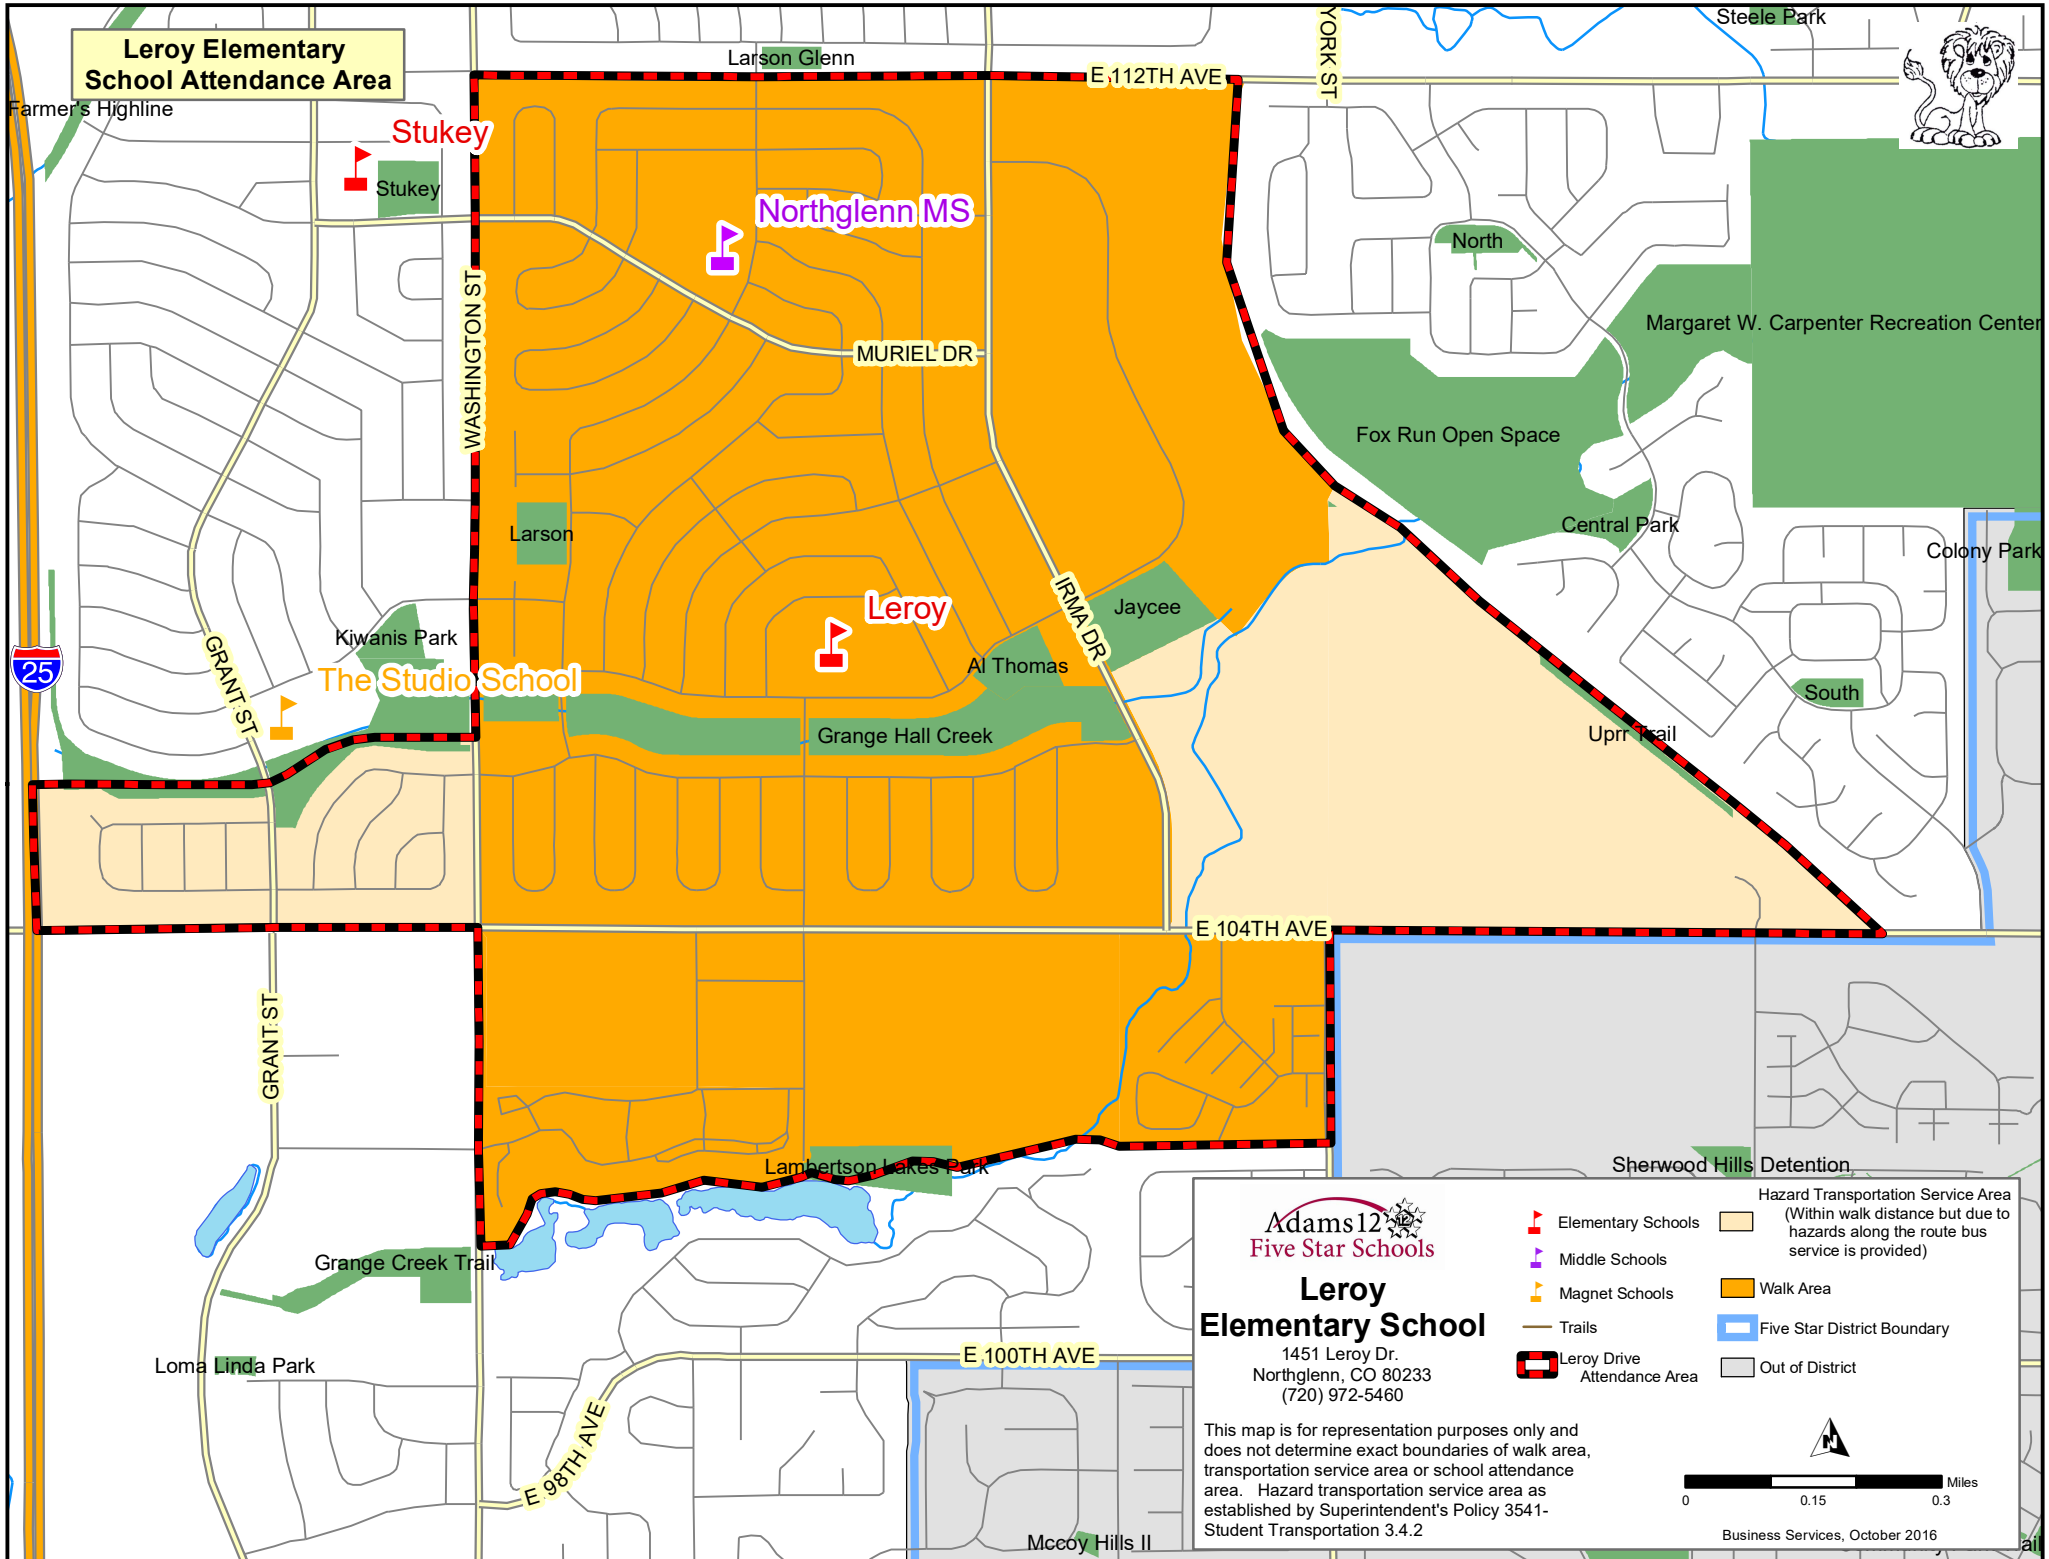 Leroy Elementary
School Attendance Area
Steele Park
Larson Glenn
YORK ST
E 112TH AVE
Farmer's Highline
Stukey
Stukey
Northglenn MS
North
WASHINGTON ST
Margaret W. Carpenter Recreation Center
MURIEL DR
Fox Run Open Space
Larson
Central Park
Colony Park
IRMA DR
Jaycee
Leroy
Kiwanis Park
GRANT ST
25
The Studio School
Al Thomas
South
Grange Hall Creek
Uprr Trail
E 104TH AVE
GRANT ST
Lambertson Lakes Park
Sherwood Hills Detention
Grange Creek Trail
E 100TH AVE
Loma Linda Park
E 98TH AVE
Mccoy Hills II
Adams12
12
Five Star Schools
Leroy
Elementary School
1451 Leroy Dr.
Northglenn, CO 80233
(720) 972-5460
This map is for representation purposes only and
does not determine exact boundaries of walk area,
transportation service area or school attendance
area.   Hazard transportation service area as
established by Superintendent's Policy 3541-
Student Transportation 3.4.2
Elementary Schools
Middle Schools
Magnet Schools
Trails
Leroy Drive
Attendance Area
Hazard Transportation Service Area
(Within walk distance but due to
hazards along the route bus
service is provided)
Walk Area
Five Star District Boundary
Out of District
N
Miles
0
0.15
0.3
Business Services, October 2016